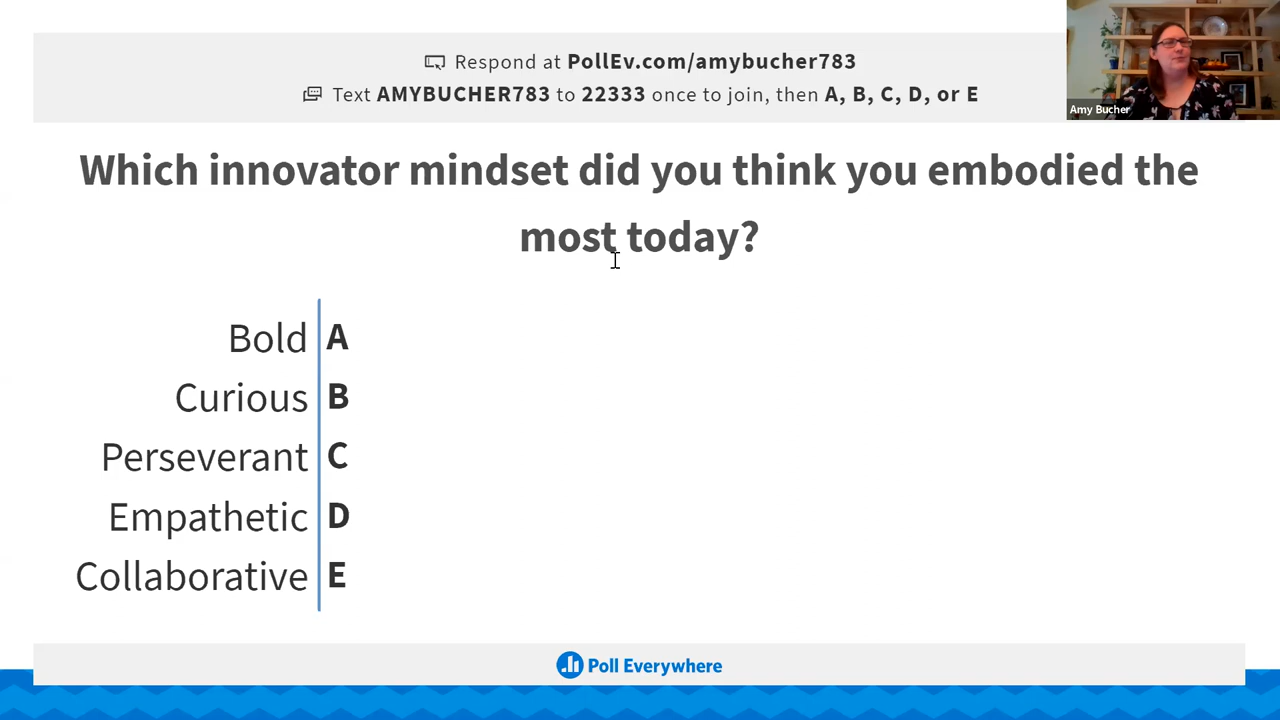 Respond at PollEv.com/amybucher783
Text AMYBUCHER783 to 22333 once to join, then A, B, C, D, or E
Amy Bucher
Which innovator mindset did you think you embodied the
most today?
Bold A
Curious B
Perseverant C
Empathetic D
Collaborative E
Poll Everywhere